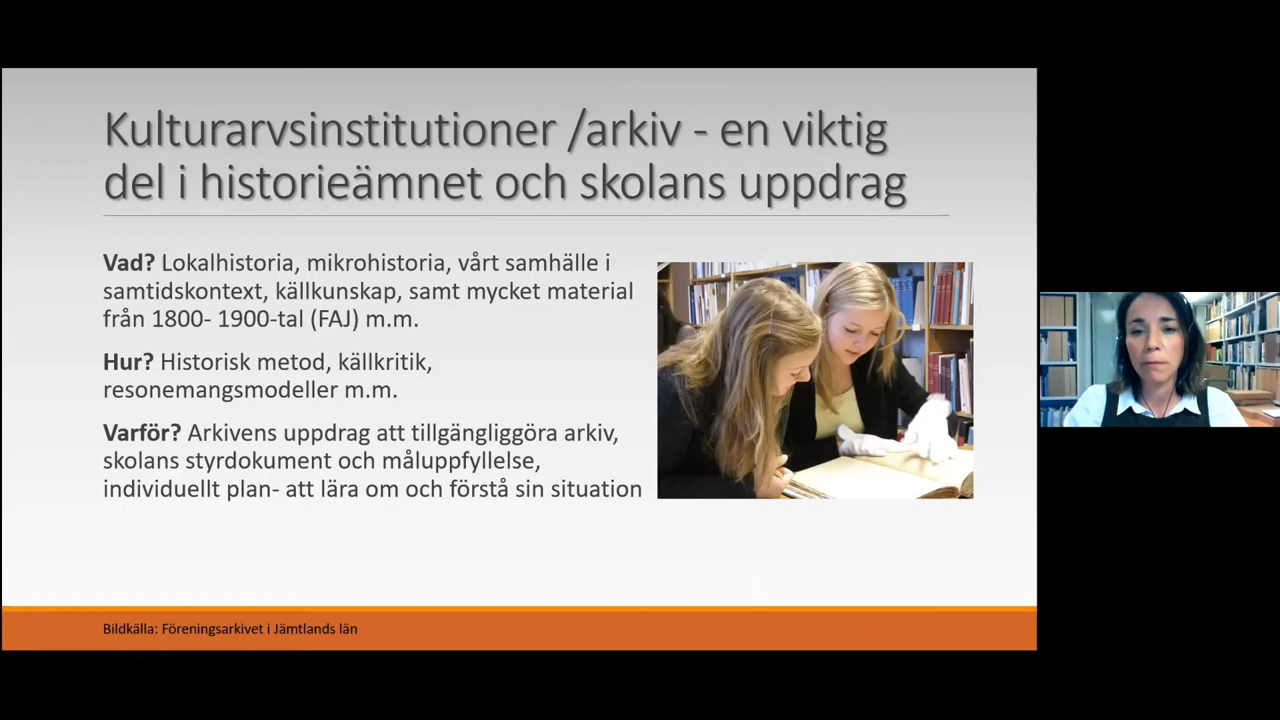 Kulturarvsinstitutioner /arkiv - en viktig
del i historieämnet och skolans uppdrag
Vad? Lokalhistoria, mikrohistoria, vårt samhälle i
samtidskontext, källkunskap, samt mycket material
från 1800- 1900-tal (FAJ) m.m.
Hur? Historisk metod, källkritik,
resonemangsmodeller m.m.
Varför? Arkivens uppdrag att tillgängliggöra arkiv,
skolans styrdokument och måluppfyllelse,
individuellt plan- att lära om och förstå sin situation
Bildkälla: Föreningsarkivet i Jämtlands län